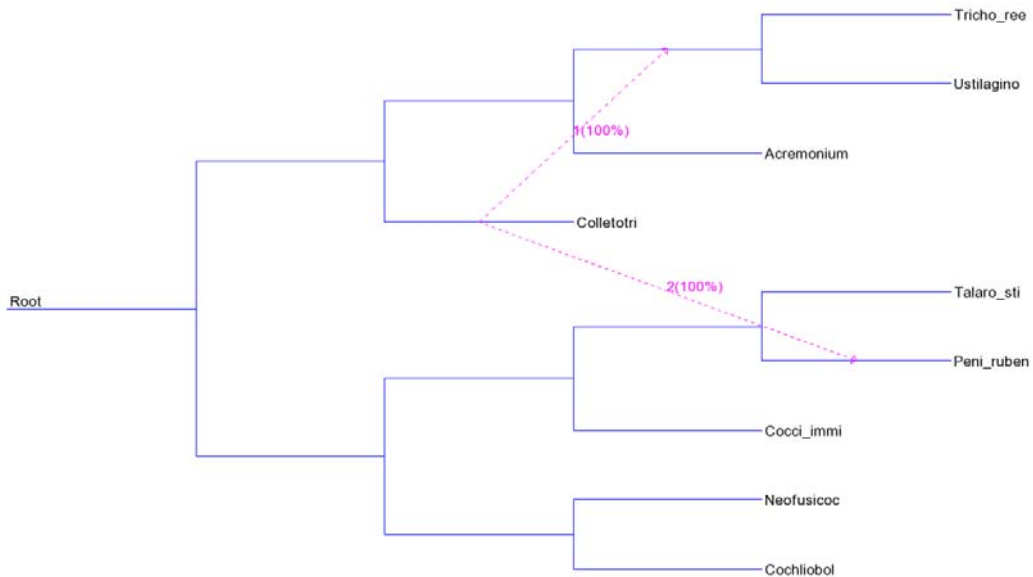 Tricho_ree
Ustilagino
1(100%)
Acremonium
Colletotri
2(100%)
Talaro_sti
Root
Peni_ruben
Cocci_immi
Neofusicoc
Cochliobol